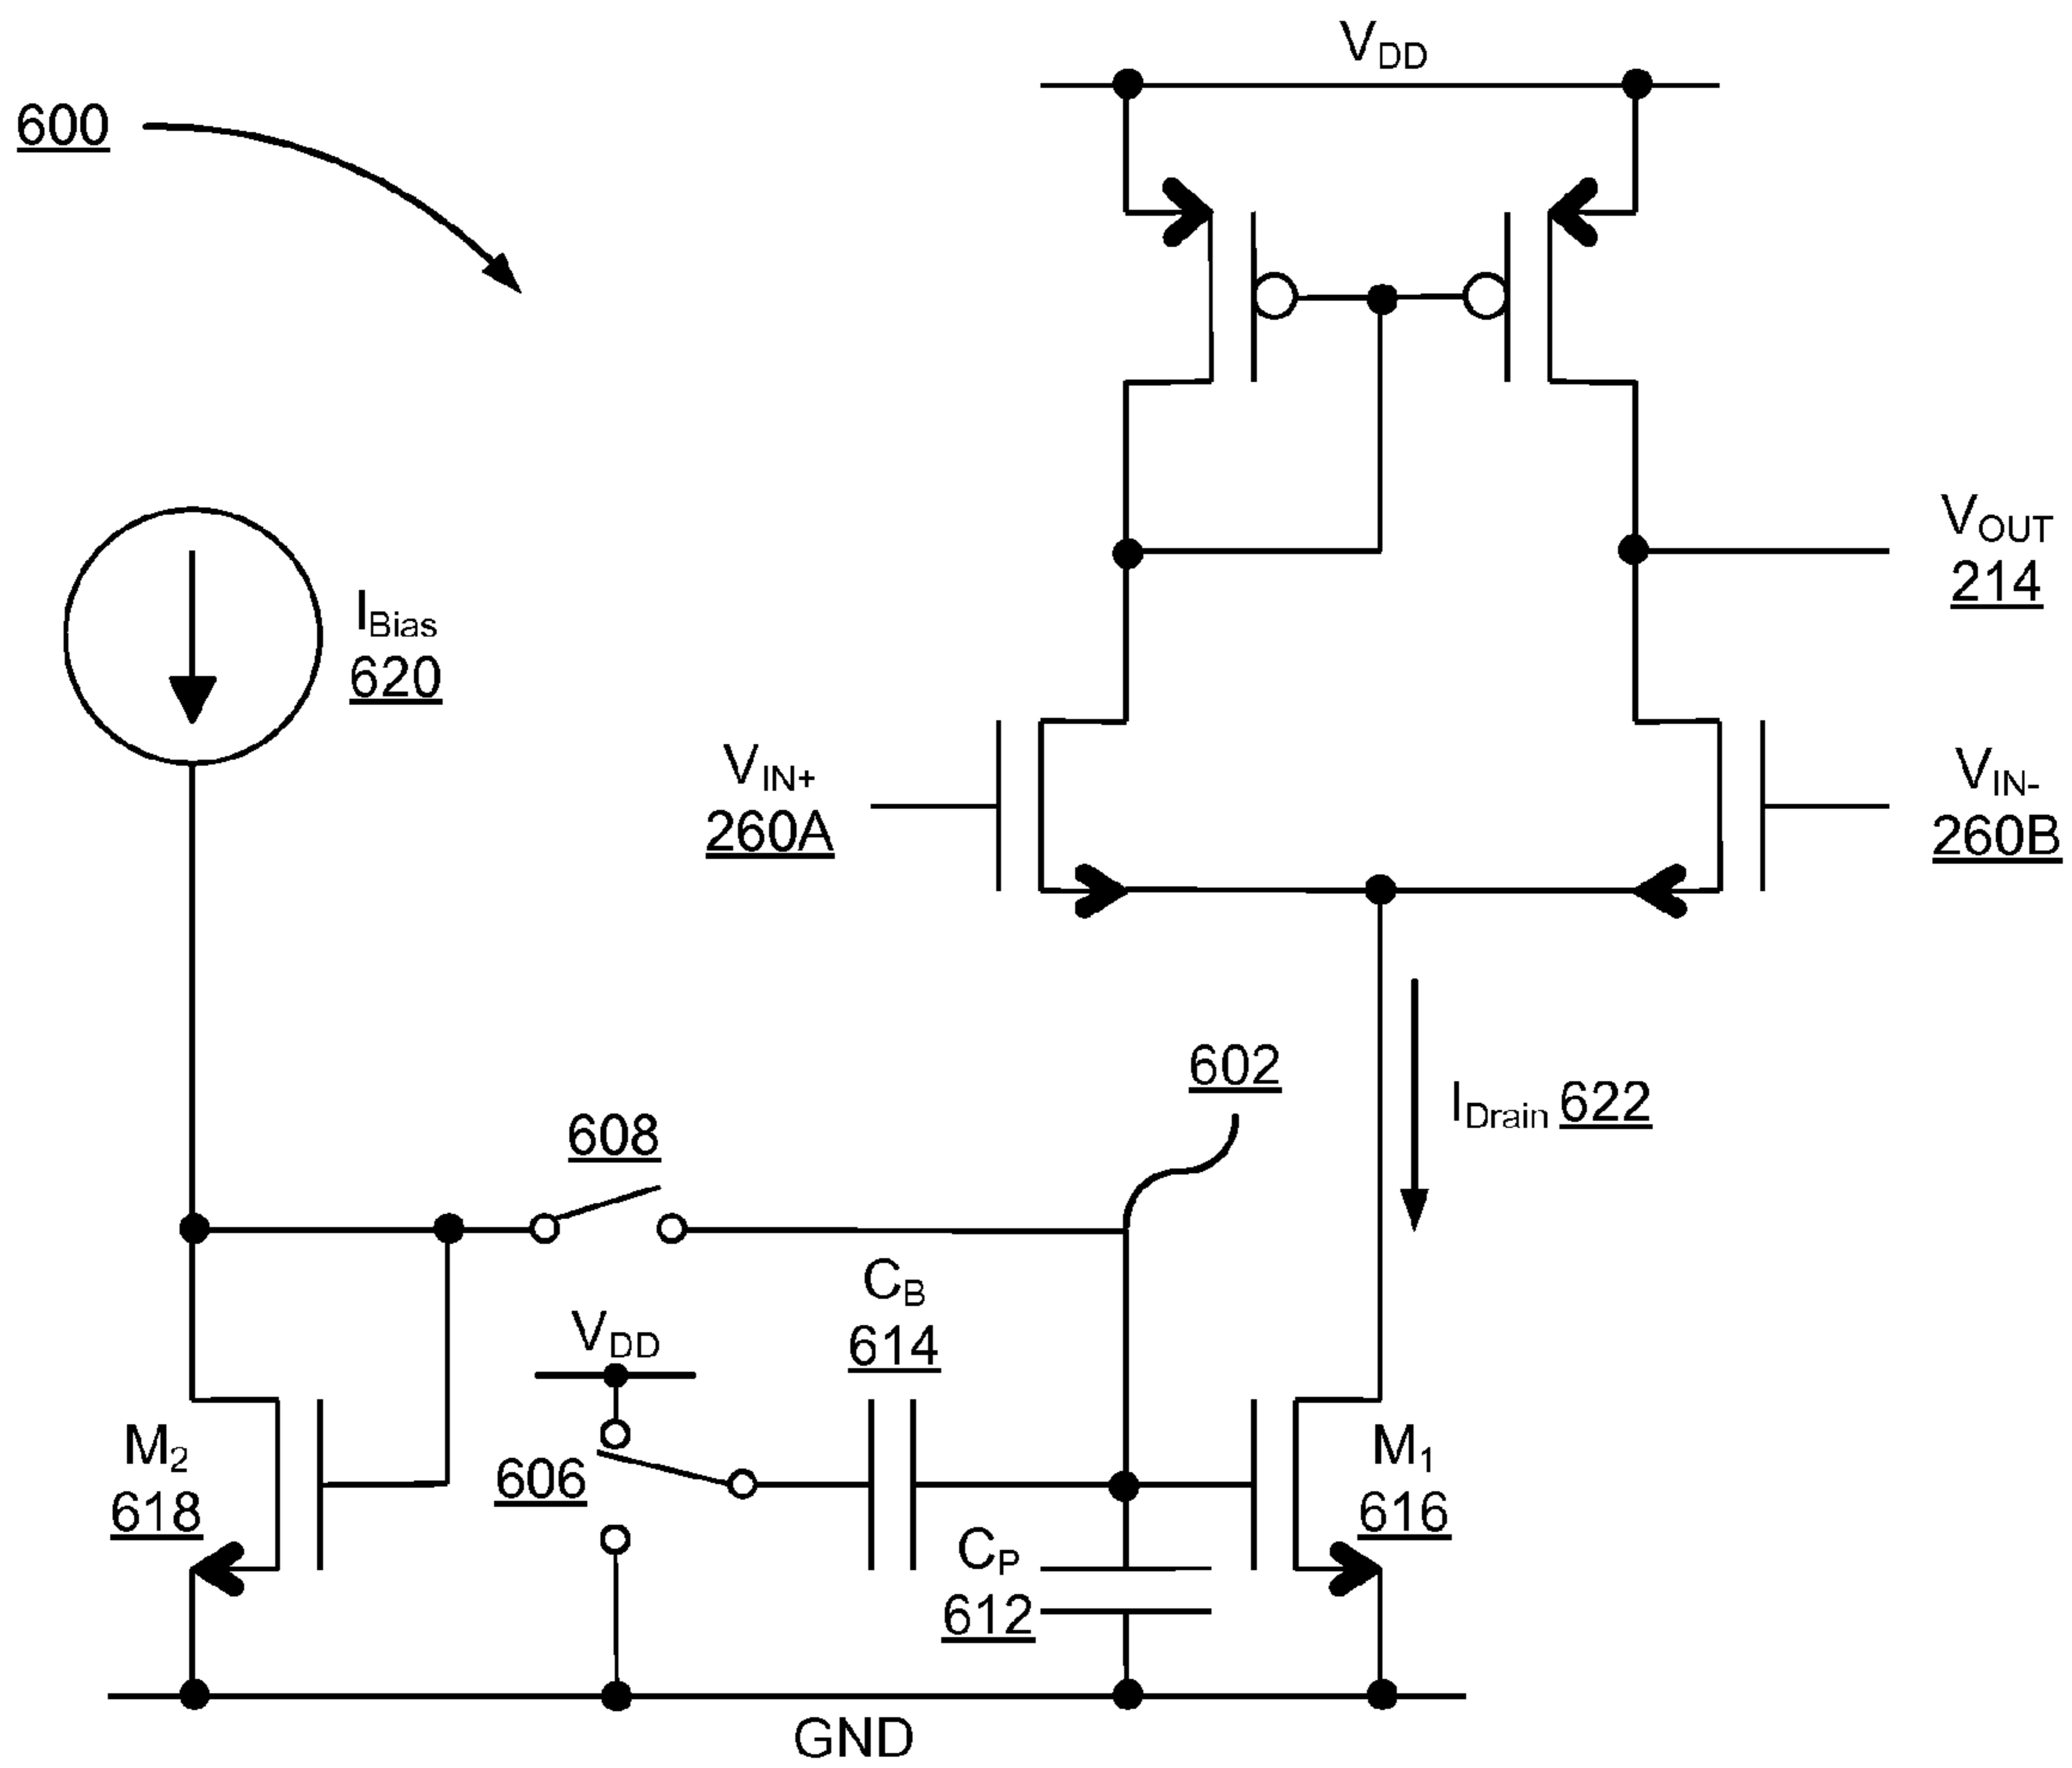 V_DD
600
V_OUT
214
I_Bias
620
V_IN+
260A
V_IN-
260B
602
I_Drain 622
608
C_B
614
V_DD
M_2
618
606
M_1
616
C_P
612
GND